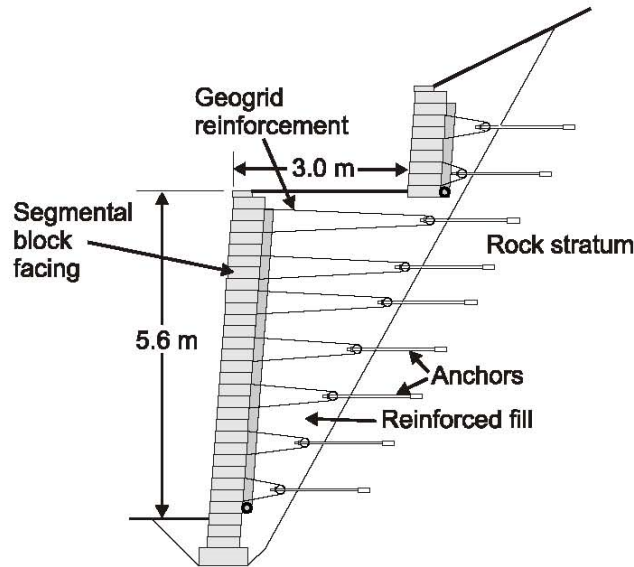 Geogrid
reinforcement
3.0 m
Segmental
block
facing
Rock stratum
5.6 m
Anchors
Reinforced fill